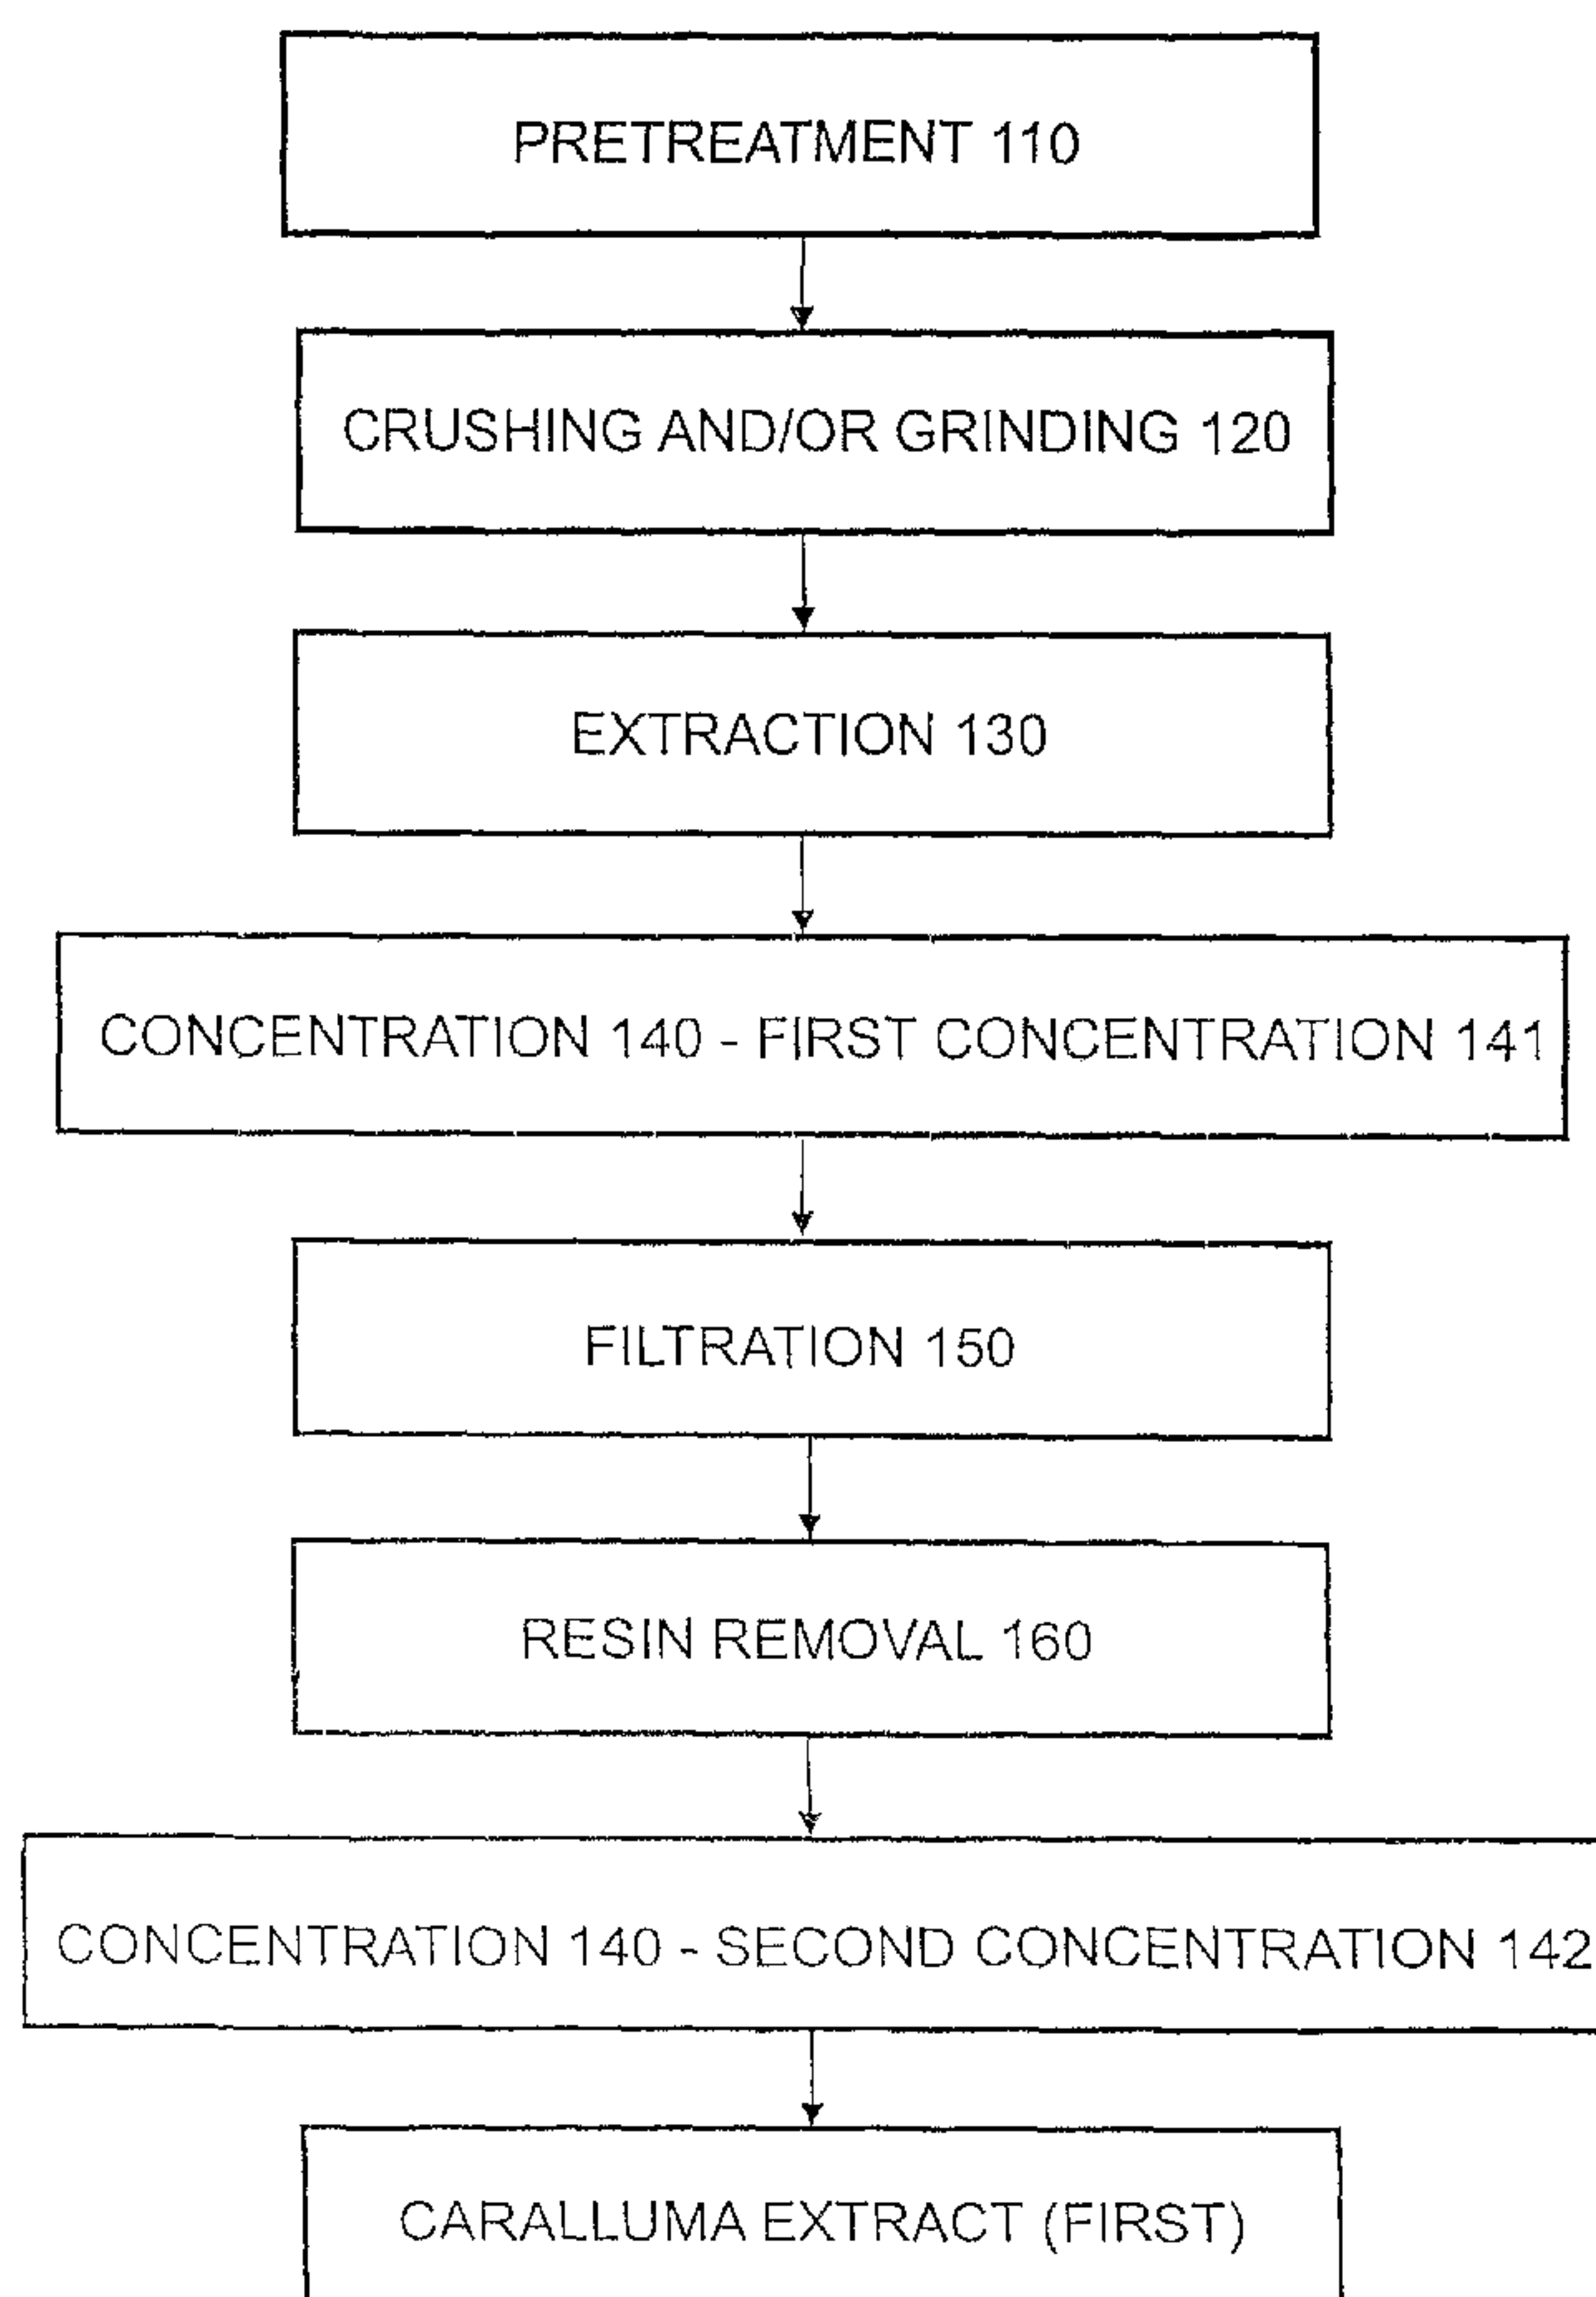 PRETREATMENT 110
CRUSHING AND/OR GRINDING 120
EXTRACTION 130
CONCENTRATION 140 - FIRST CONCENTRATION 141
FILTRATION 150
RESIN REMOVAL 160
CONCENTRATION 140 - SECOND CONCENTRATION 142
CARALLUMA EXTRACT (FIRST)